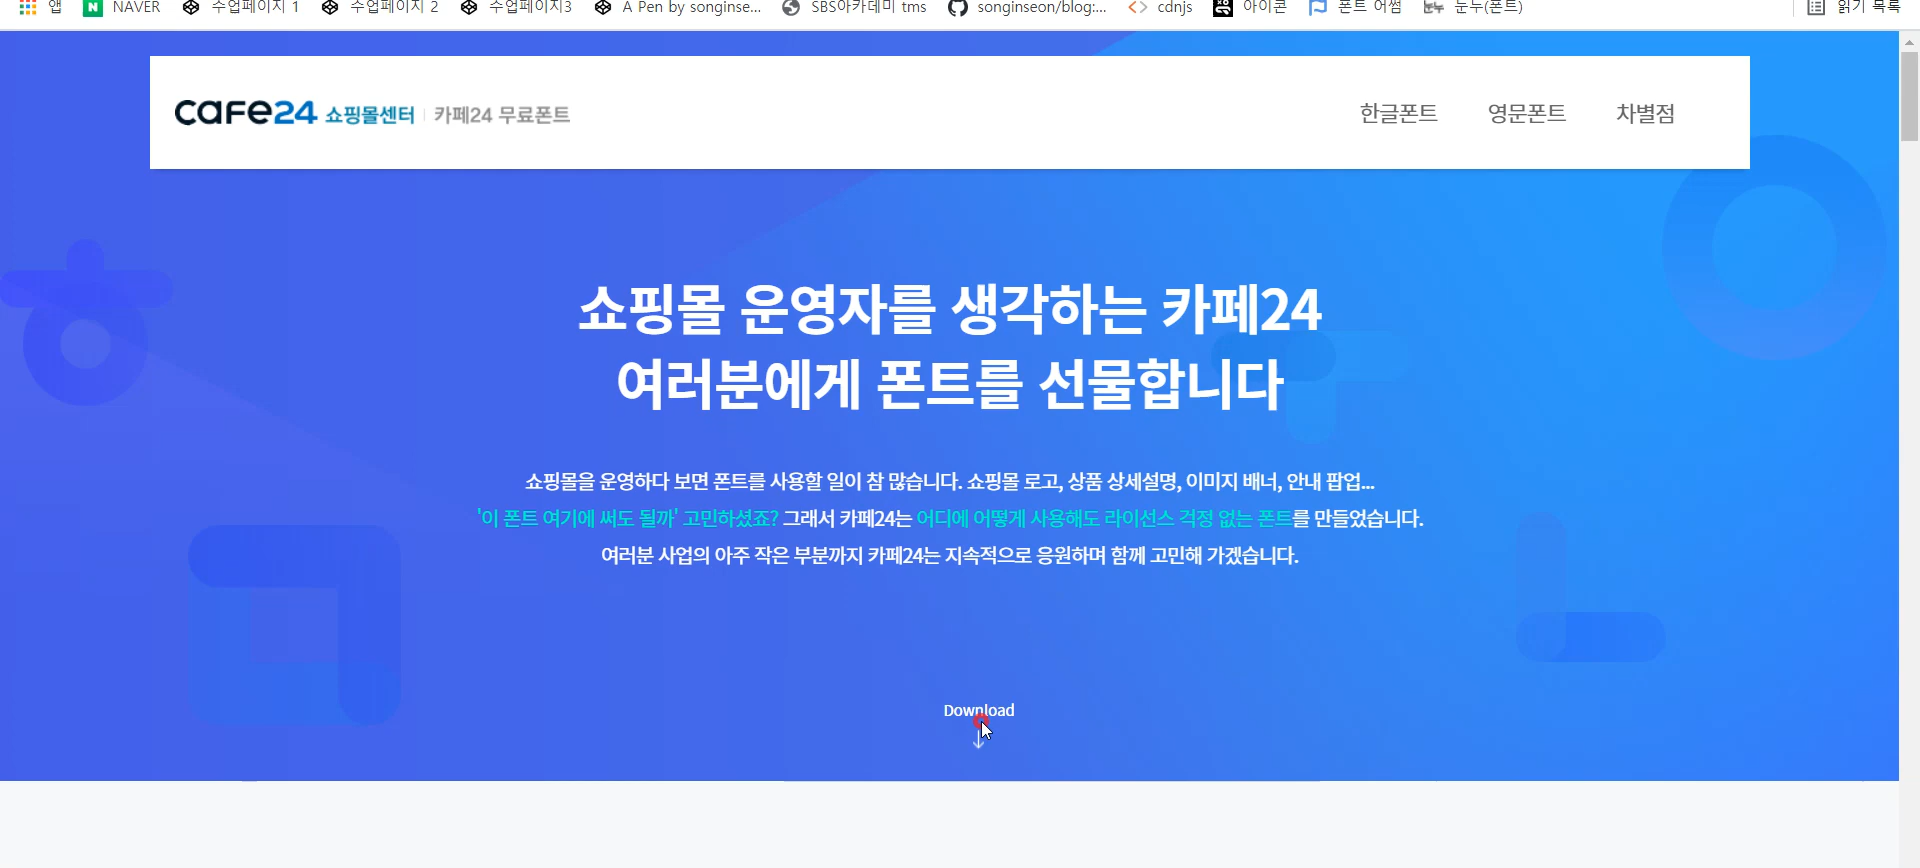 앱 NAVER 수업페이지 1 수업페이지 2 수업페이지3 A Pen by songinse... SBS아카데미 tms songinseon/blog:... cdnjs 아이콘 폰트 어썸 눈누(폰트) 읽기 목록
CAFE24 쇼핑몰센터 카페24 무료폰트 한글폰트 영문폰트 차별점
쇼핑몰 운영자를 생각하는 카페24
여러분에게 폰트를 선물합니다
쇼핑몰을 운영하다 보면 폰트를 사용할 일이 참 많습니다. 쇼핑몰 로고, 상품 상세설명, 이미지 배너, 안내 팝업...
'이 폰트 여기에 써도 될까' 고민하셨죠? 그래서 카페24는 어디에 어떻게 사용해도 라이선스 걱정 없는 폰트를 만들었습니다.
여러분 사업의 아주 작은 부분까지 카페24는 지속적으로 응원하며 함께 고민해 가겠습니다.
Download